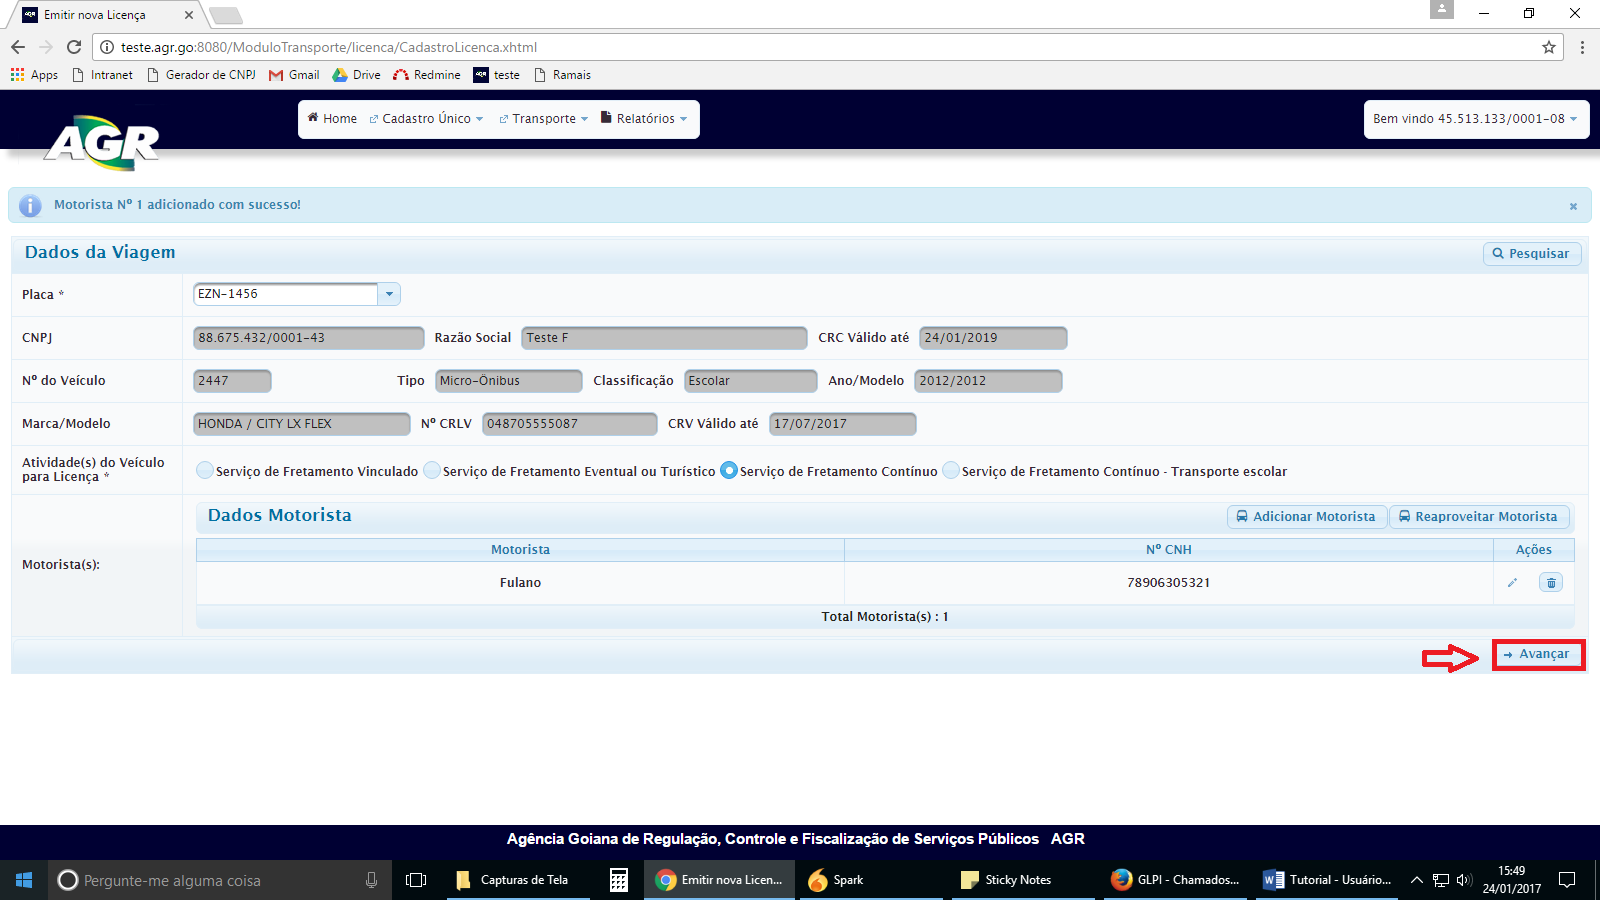 Emitir nova Licença
teste.agr.go:8080/ModuloTransporte/licenca/CadastroLicenca.xhtml
Apps Intranet Gerador de CNPJ Gmail Drive Redmine teste Ramais
AGR Home Cadastro Único Transporte Relatórios Bem vindo 45.513.133/0001-08
Motorista Nº 1 adicionado com sucesso!
Dados da Viagem Pesquisar
Placa * EZN-1456
CNPJ 88.675.432/0001-43 Razão Social Teste F CRC Válido até 24/01/2019
Nº do Veículo 2447 Tipo Micro-Ônibus Classificação Escolar Ano/Modelo 2012/2012
Marca/Modelo HONDA / CITY LX FLEX Nº CRLV 048705555087 CRV Válido até 17/07/2017
Atividade(s) do Veículo
para Licença * Serviço de Fretamento Vinculado Serviço de Fretamento Eventual ou Turístico Serviço de Fretamento Contínuo Serviço de Fretamento Contínuo - Transporte escolar
Dados Motorista Adicionar Motorista Reaproveitar Motorista
Motorista Nº CNH Ações
Motorista(s):
Fulano 78906305321
Total Motorista(s) : 1
Avançar
Agência Goiana de Regulação, Controle e Fiscalização de Serviços Públicos AGR
Pergunte-me alguma coisa Capturas de Tela Emitir nova Licen... Spark Sticky Notes GLPI - Chamados... Tutorial - Usuário... 15:49
24/01/2017